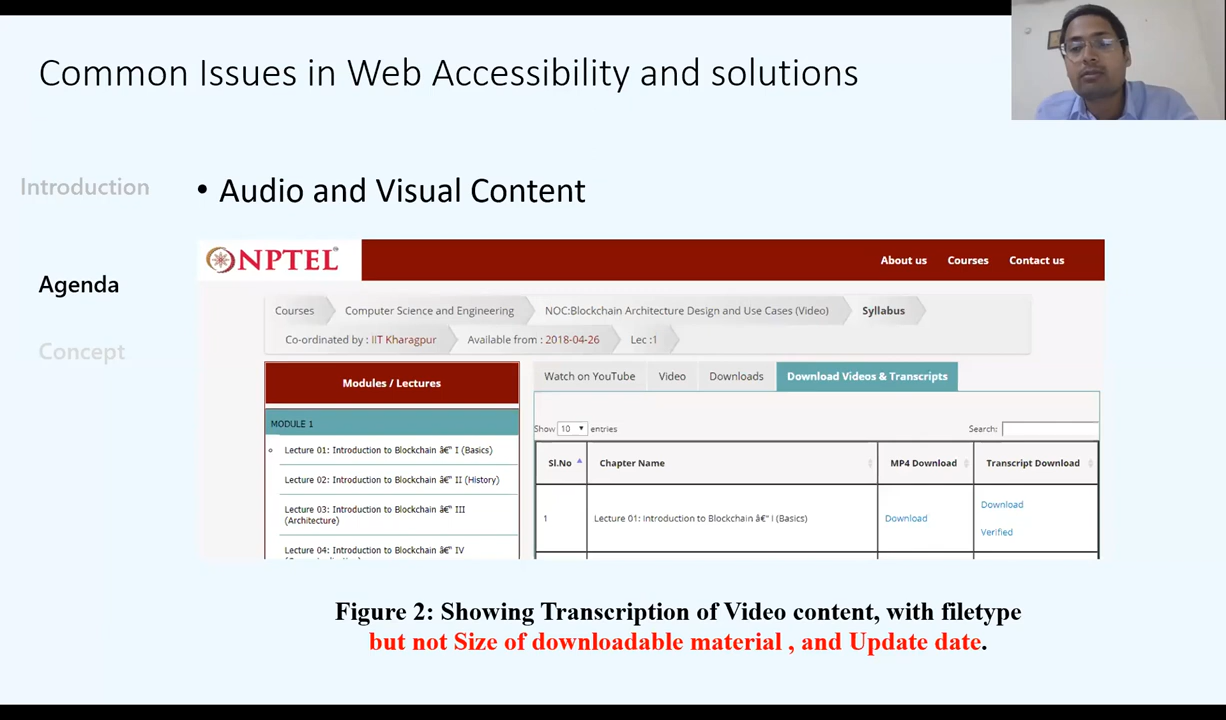 Common Issues in Web Accessibility and solutions
Introduction
Agenda
Concept
• Audio and Visual Content
NPTEL
About us Courses Contact us
Courses Computer Science and Engineering NOC:Blockchain Architecture Design and Use Cases (Video) Syllabus
Co-ordinated by : IIT Kharagpur Available from : 2018-04-26 Lec :1
Modules / Lectures
MODULE 1
Lecture 01: Introduction to Blockchain â€“ I (Basics)
Lecture 02: Introduction to Blockchain â€“ II (History)
Lecture 03: Introduction to Blockchain â€“ III
(Architecture)
Lecture 04: Introduction to Blockchain â€“ IV
Watch on YouTube Video Downloads Download Videos & Transcripts
Show 10 entries Search:
Sl.No Chapter Name MP4 Download Transcript Download
1 Lecture 01: Introduction to Blockchain â€“ I (Basics) Download Download
Verified
Figure 2: Showing Transcription of Video content, with filetype
but not Size of downloadable material , and Update date.